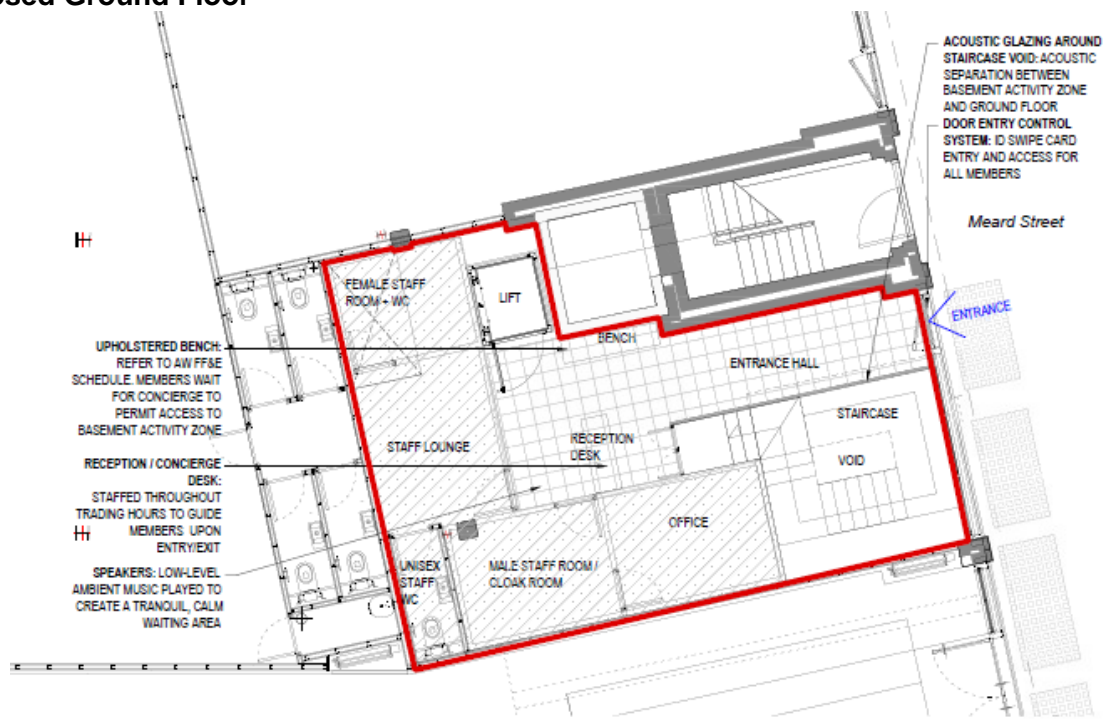 osed Ground Floor
ACOUSTIC GLAZING AROUND
STAIRCASE VOID: ACOUSTIC
SEPARATION BETWEEN
BASEMENT ACTIVITY ZONE
AND GROUND FLOOR
DOOR ENTRY CONTROL
SYSTEM: ID SWIPE CARD
ENTRY AND ACCESS FOR
ALL MEMBERS
Meard Street
ENTRANCE
FEMALE STAFF
ROOM + WC
LIFT
BENCH
ENTRANCE HALL
UPHOLSTERED BENCH:
REFER TO AW FF&E
SCHEDULE. MEMBERS WAIT
FOR CONCIERGE TO
PERMIT ACCESS TO
BASEMENT ACTIVITY ZONE
STAIRCASE
VOID
STAFF LOUNGE
RECEPTION
DESK
RECEPTION / CONCIERGE
DESK:
STAFFED THROUGHOUT
TRADING HOURS TO GUIDE
MEMBERS UPON
ENTRY/EXIT
OFFICE
SPEAKERS: LOW-LEVEL
AMBIENT MUSIC PLAYED TO
CREATE A TRANQUIL, CALM
WAITING AREA
UNISEX
STAFF
WC
MALE STAFF ROOM /
CLOAK ROOM